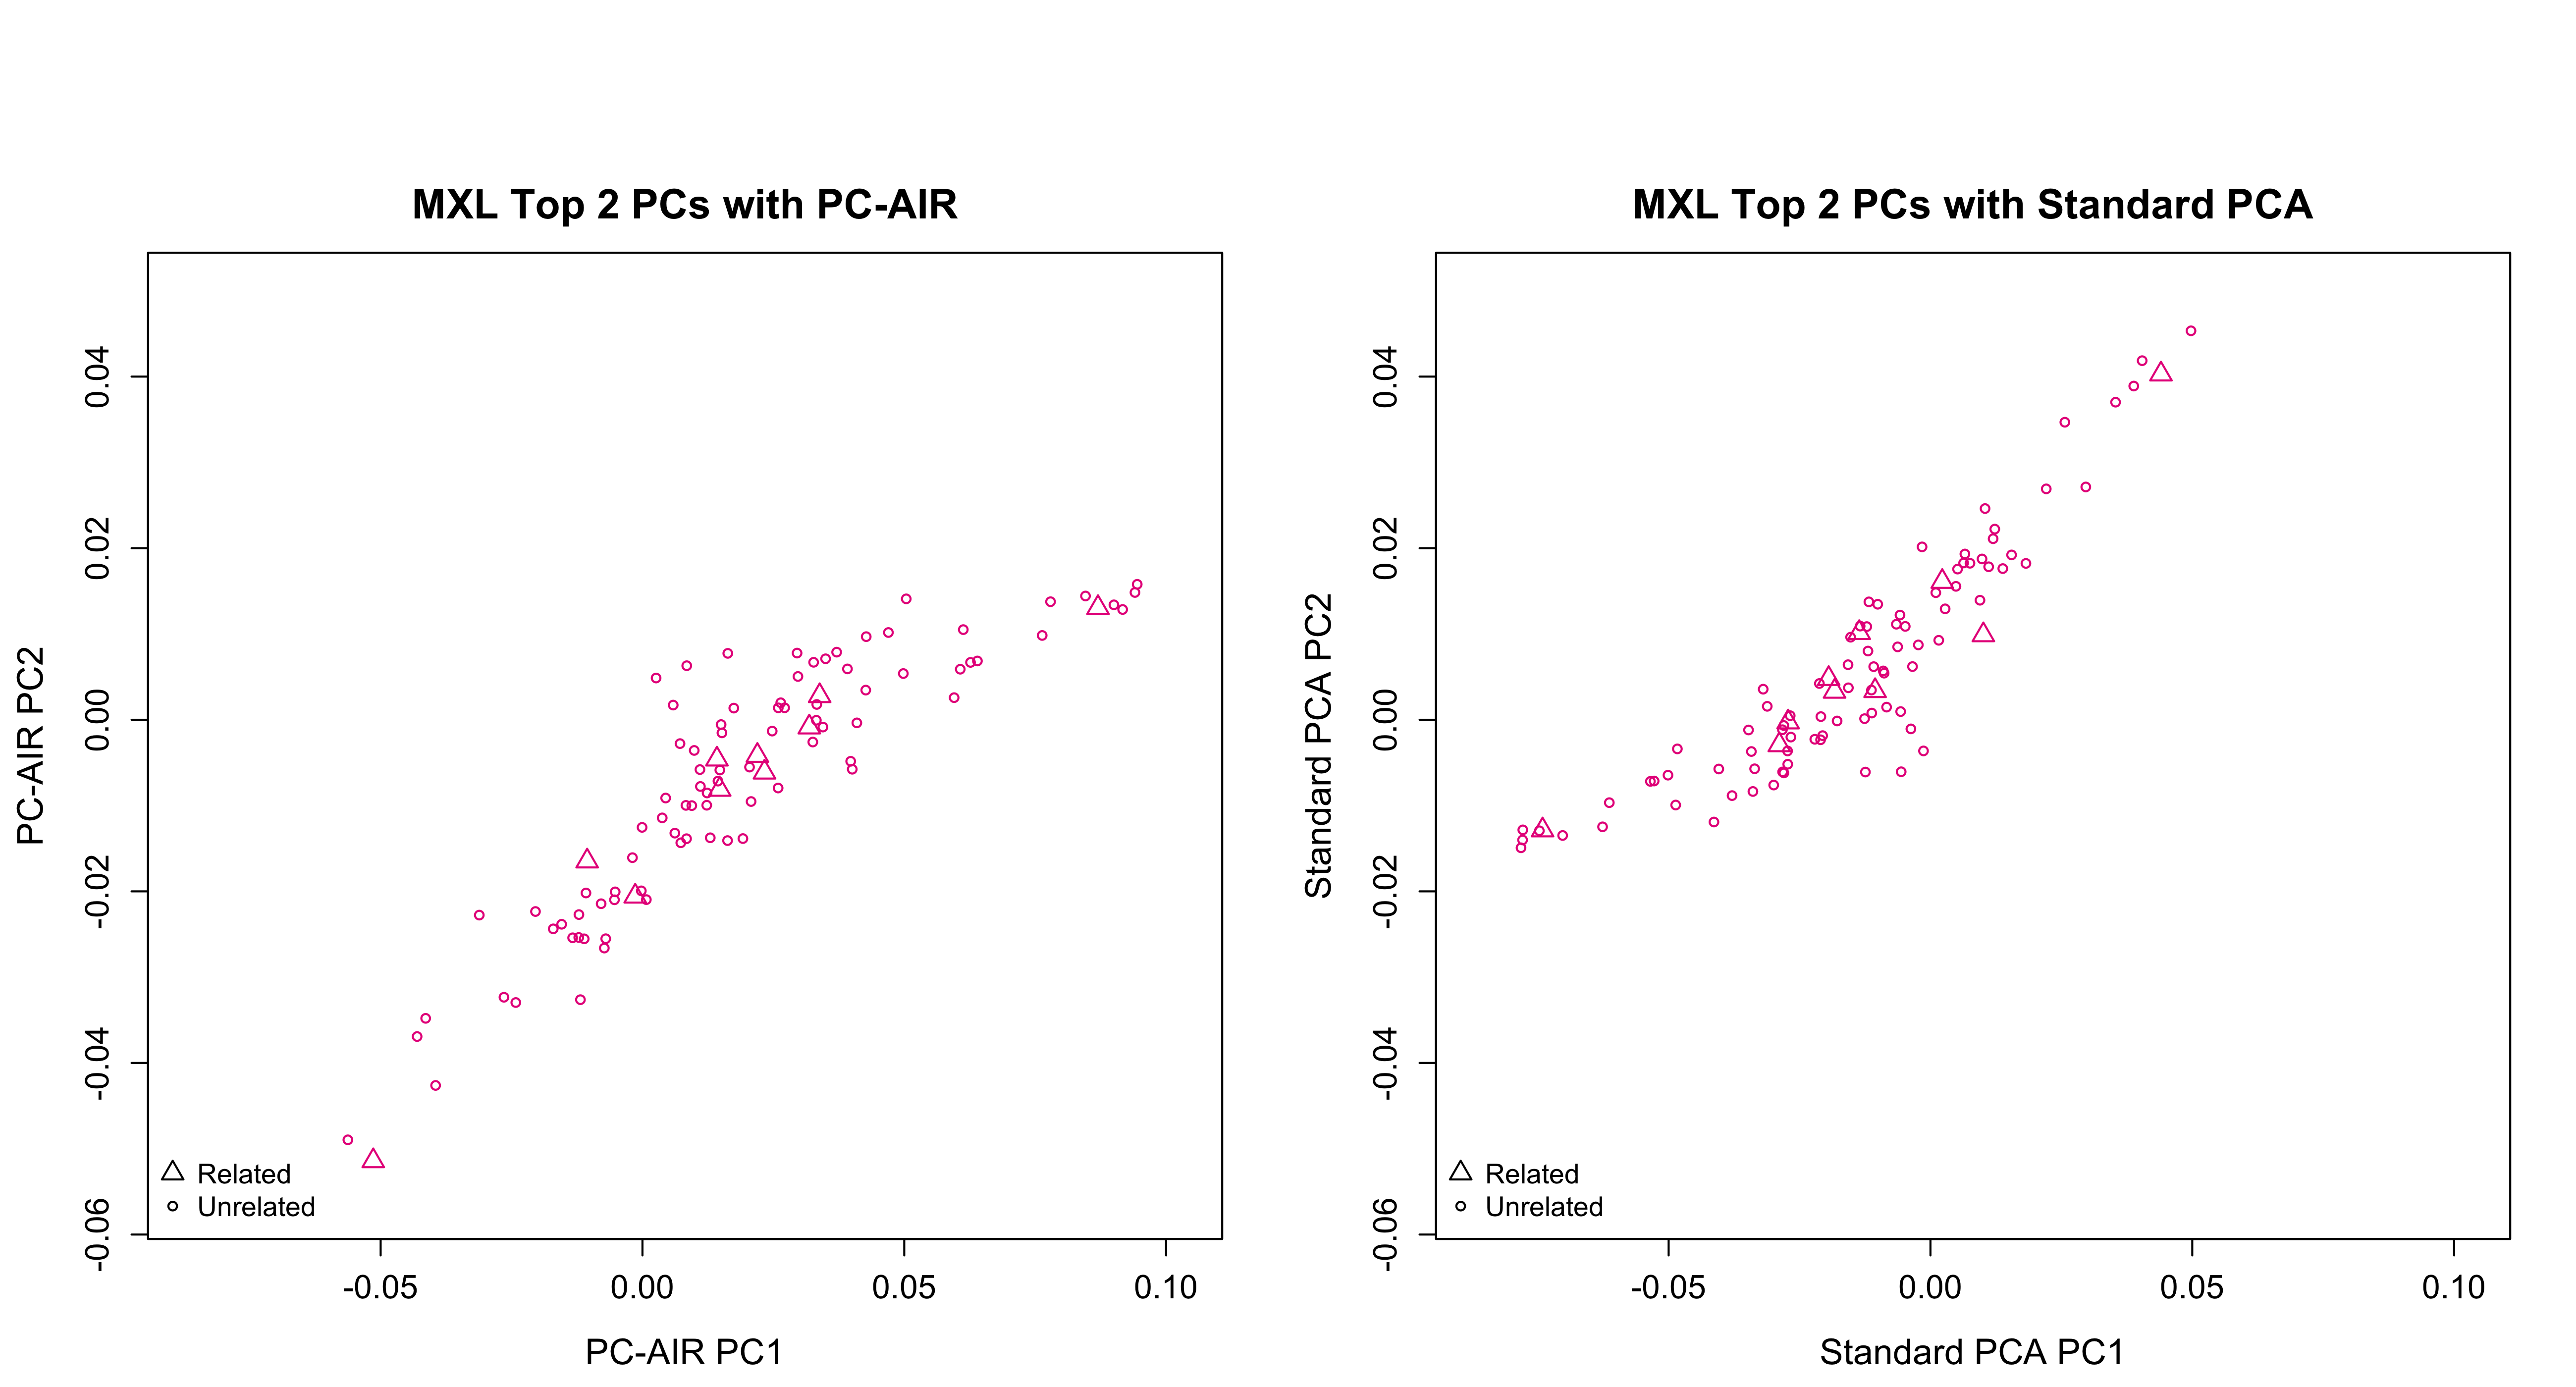 MXL Top 2 PCs with PC-AIR
PC-AIR PC2
0.04
0.02
0.00
-0.02
-0.04
-0.06
Related
Unrelated
-0.05 0.00 0.05 0.10
PC-AIR PC1
MXL Top 2 PCs with Standard PCA
Standard PCA PC2
0.04
0.02
0.00
-0.02
-0.04
-0.06
Related
Unrelated
-0.05 0.00 0.05 0.10
Standard PCA PC1